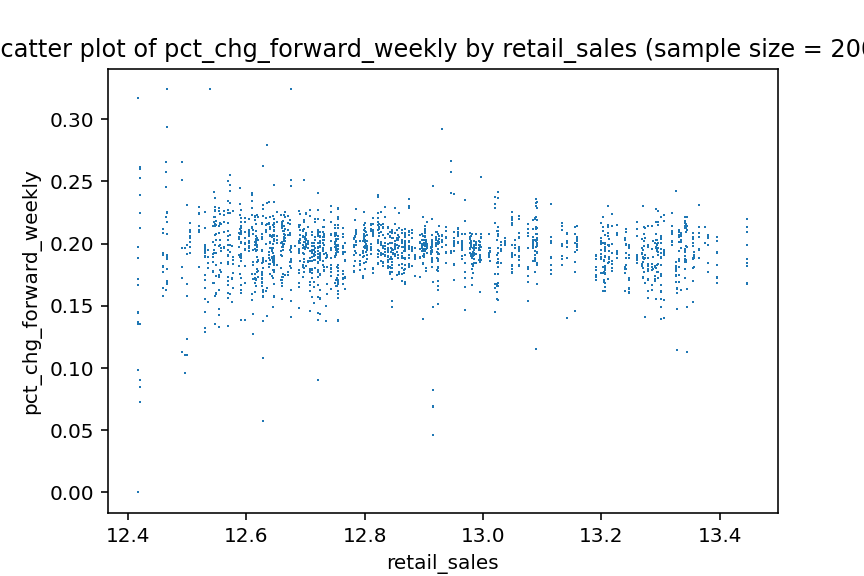 catter plot of pct_chg_forward_weekly by retail_sales (sample size = 200
pct_chg_forward_weekly
0.30
0.25
0.20
0.15
0.10
0.05
0.00
12.4 12.6 12.8 13.0 13.2 13.4
retail_sales